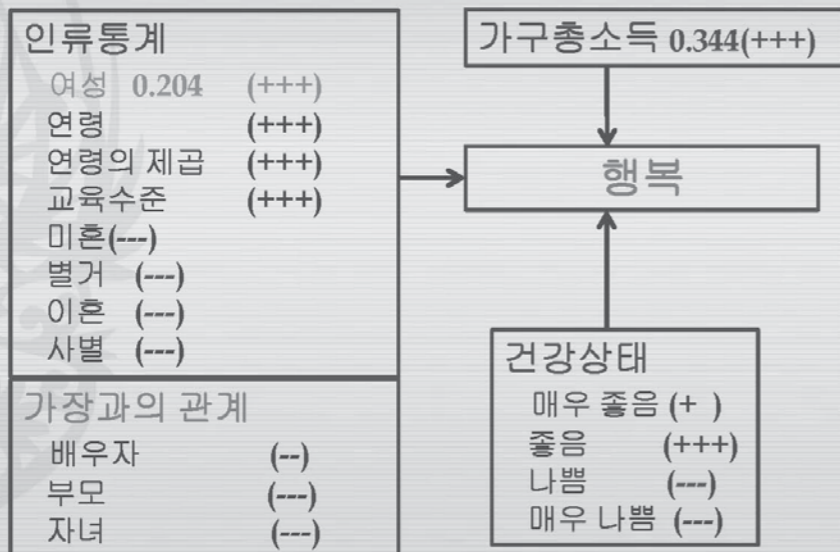 인류통계
여성 0.204 (+++)
연령 (+++)
연령의 제곱 (+++)
교육수준 (+++)
미혼(---)
별거 (---)
이혼 (---)
사별 (---)
가장과의 관계
배우자 (--)
부모 (---)
자녀 (---)
가구총소득 0.344(+++)
행복
건강상태
매우 좋음 (+ )
좋음 (+++)
나쁨 (---)
매우 나쁨 (---)